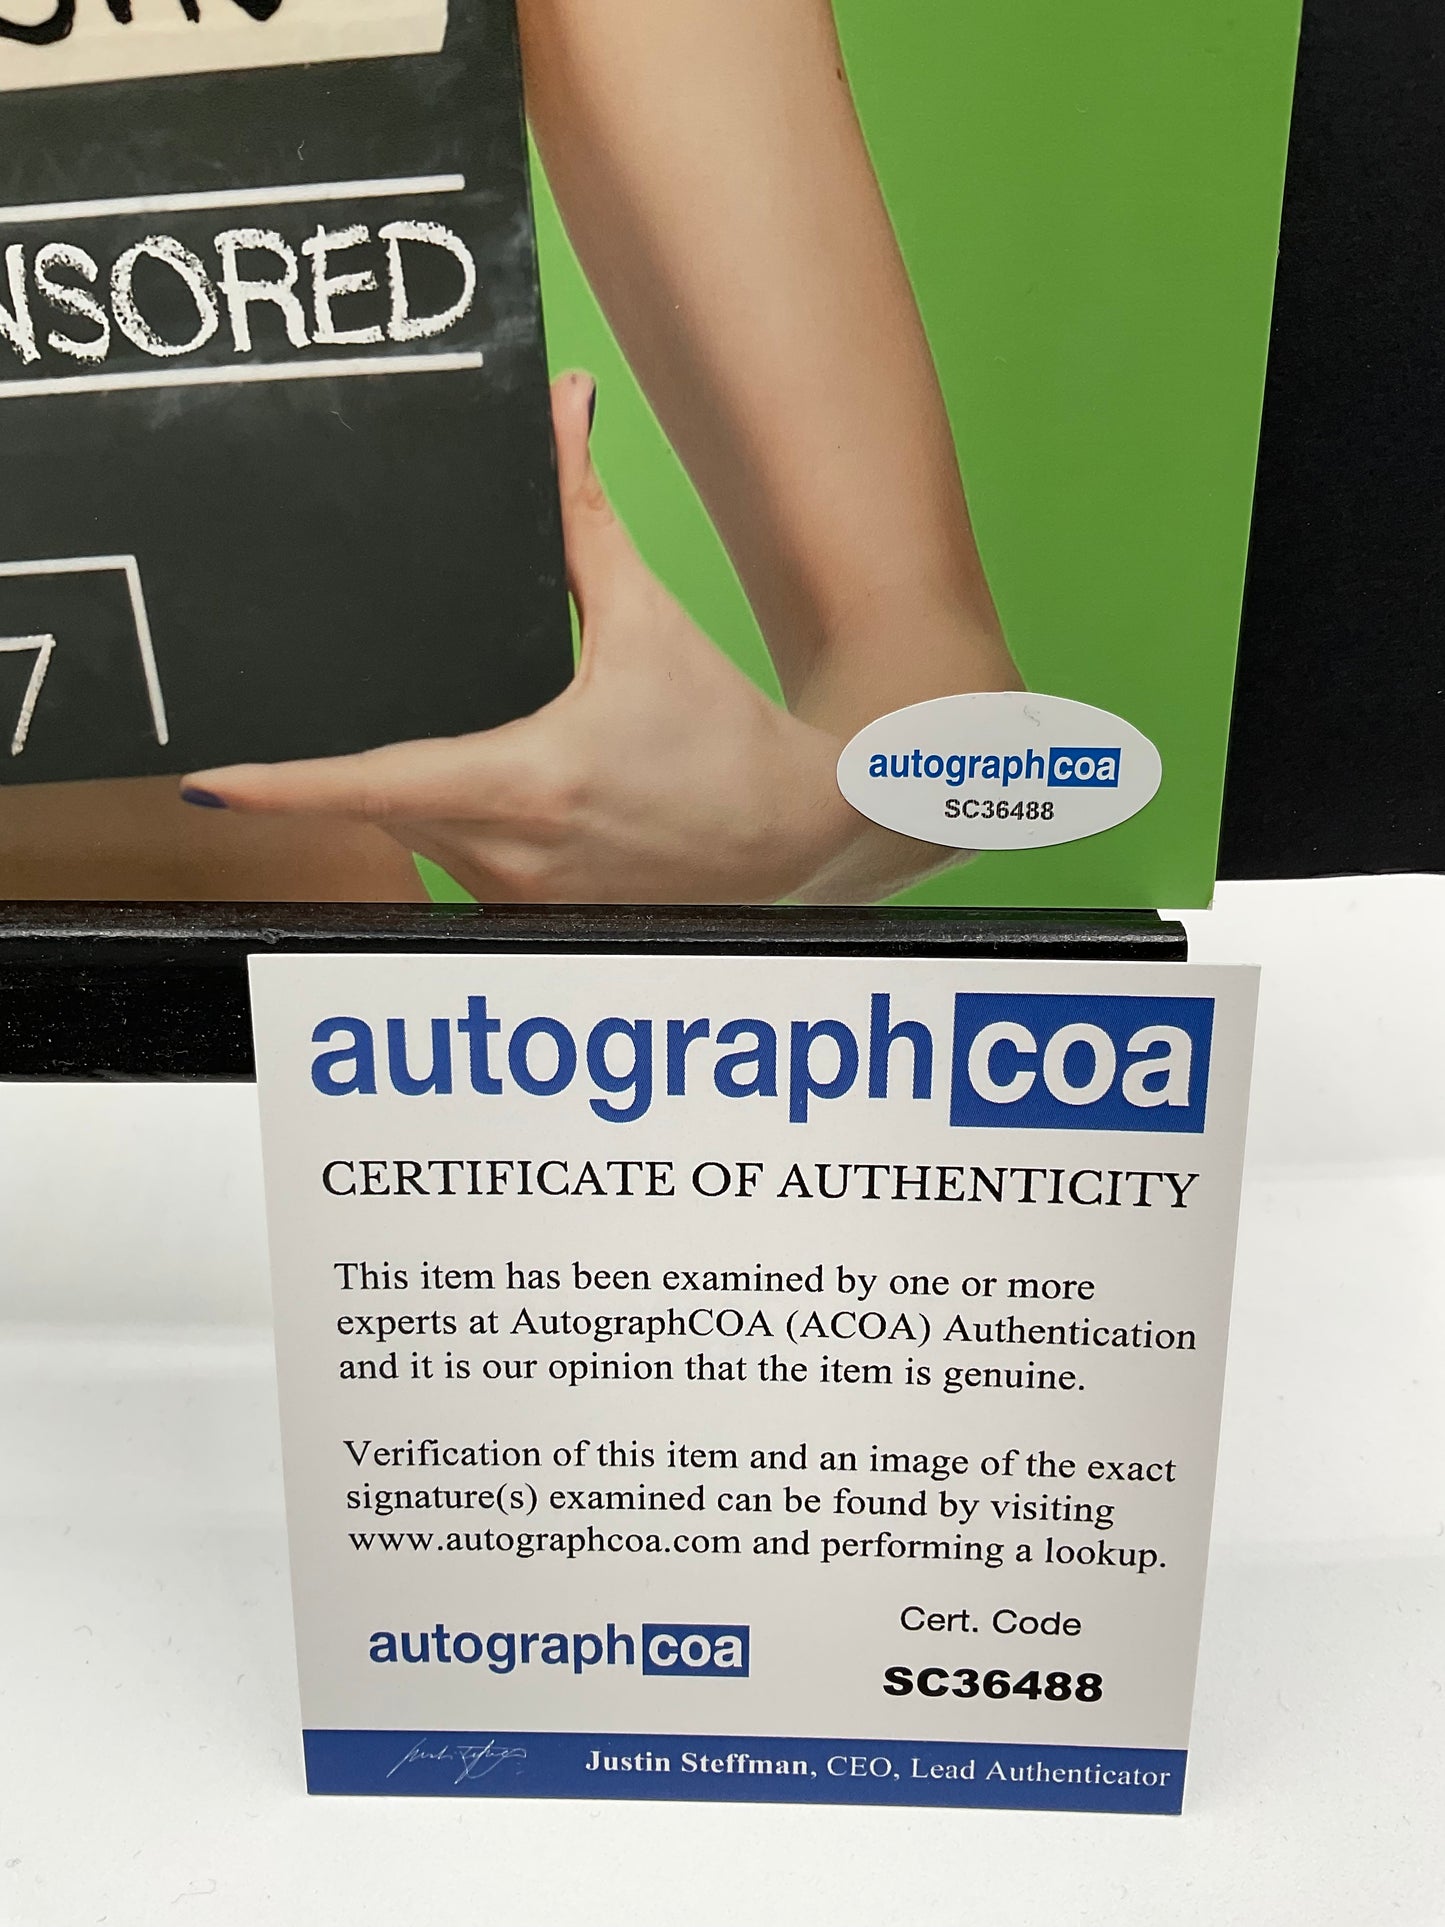 NSORED
7
autographcoa
SC36488
autographcoa
CERTIFICATE OF AUTHENTICITY
This item has been examined by one or more
experts at AutographCOA (ACOA) Authentication
and it is our opinion that the item is genuine.
Verification of this item and an image of the exact
signature(s) examined can be found by visiting
www.autographcoa.com and performing a lookup.
Cert. Code
autographcoa
SC36488
Justin Steffman, CEO, Lead Authenticator